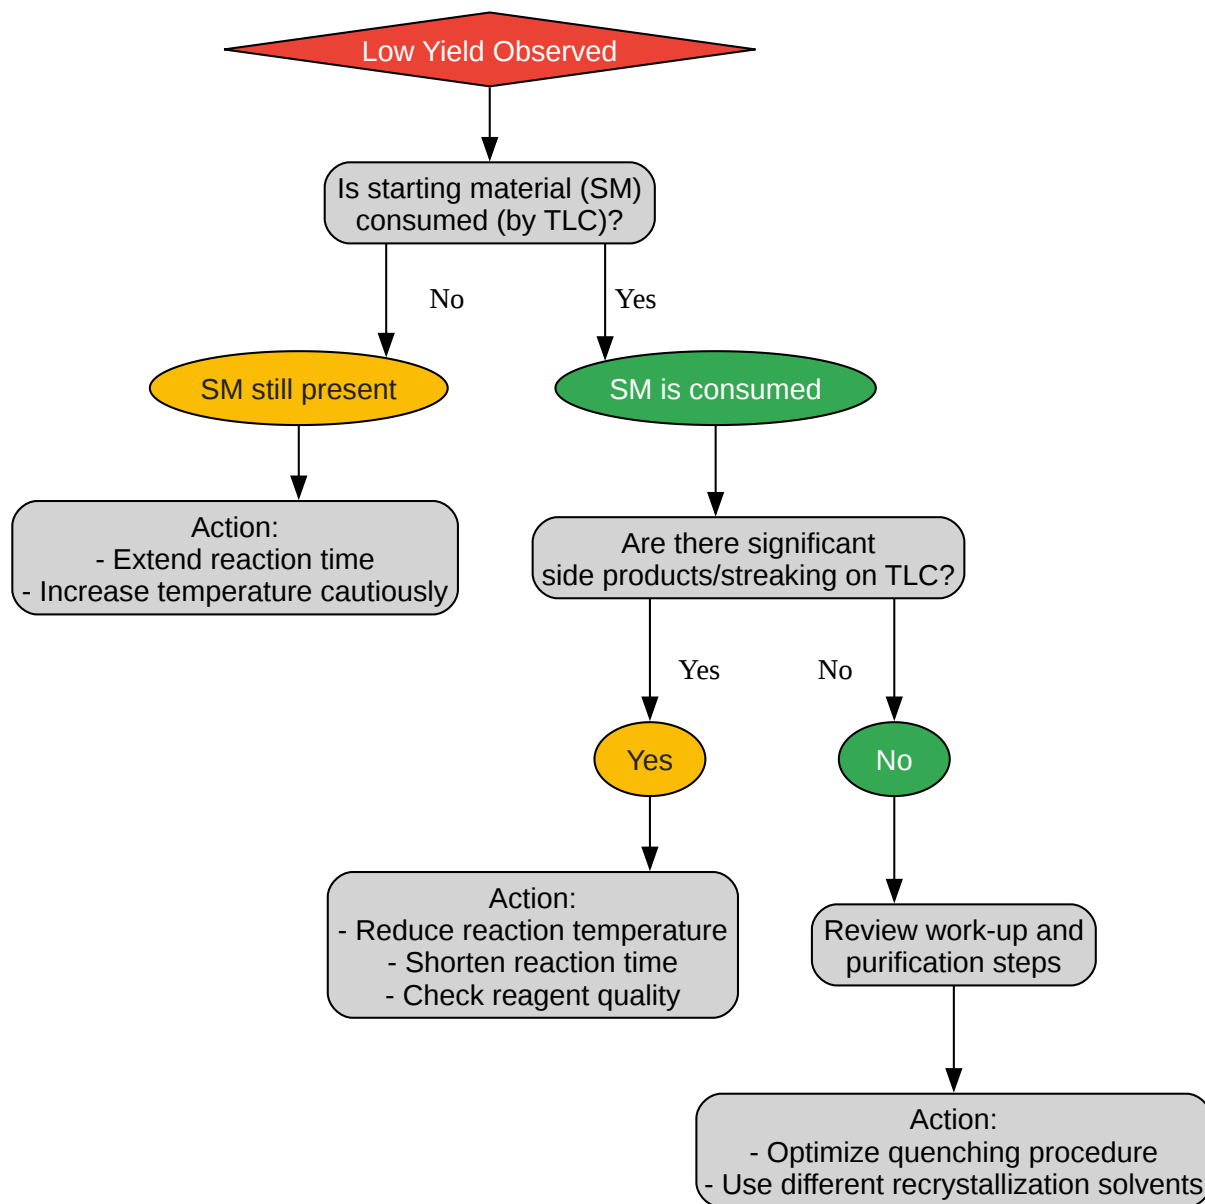 Low Yield Observed
Is starting material (SM)
consumed (by TLC)?
No
Yes
SM still present
SM is consumed
Action:
- Extend reaction time
- Increase temperature cautiously
Are there significant
side products/streaking on TLC?
Yes
No
Yes
No
Action:
- Reduce reaction temperature
- Shorten reaction time
- Check reagent quality
Review work-up and
purification steps
Action:
- Optimize quenching procedure
- Use different recrystallization solvents